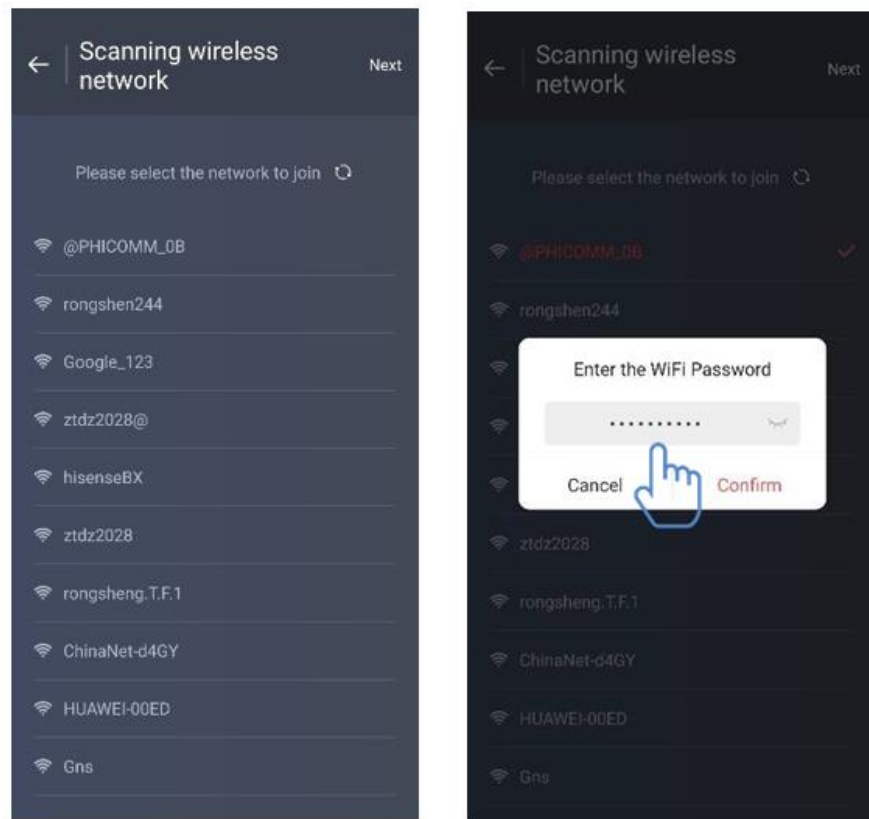 Scanning wireless
network
Next
Please select the network to join
@PHICOMM_0B
rongshen244
Google_123
ztdz2028@
hisenseBX
ztdz2028
rongsheng.T.F.1
ChinaNet-d4GY
HUAWEI-00ED
Gns
Scanning wireless
network
Next
Please select the network to join
@PHICOMM_0B
rongshen244
Enter the WiFi Password
••••••••••
Cancel
Confirm
ztdz2028
rongsheng.T.F.1
ChinaNet-d4GY
HUAWEI-00ED
Gns